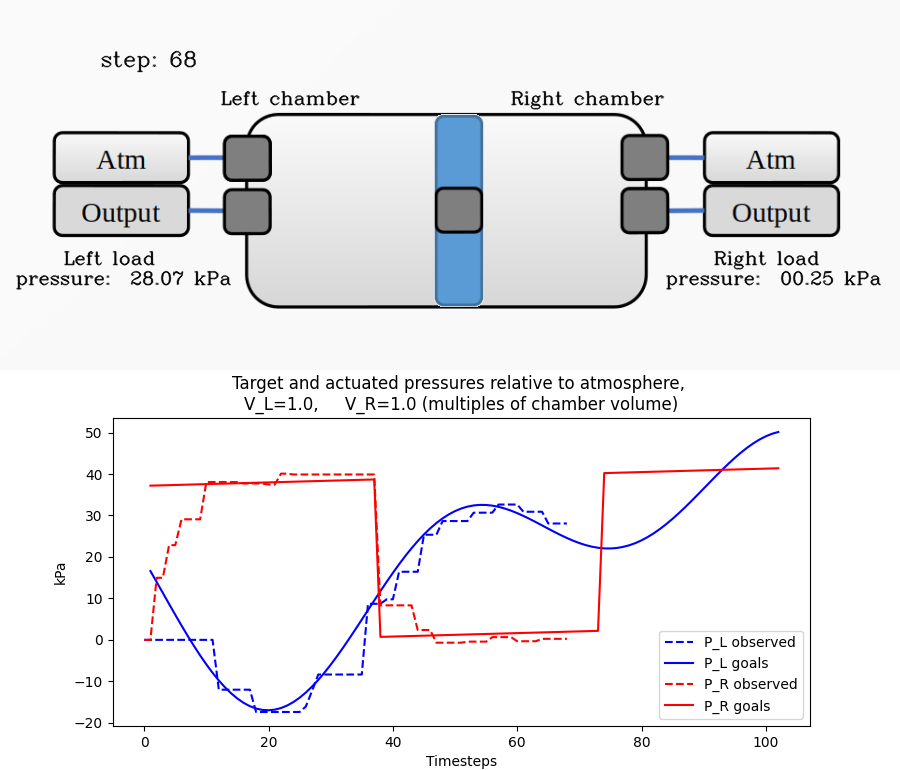 step: 68
Left chamber
Right chamber
Atm
Atm
Output
Output
Left load
pressure: 28.07 kPa
Right load
pressure: 00.25 kPa
Target and actuated pressures relative to atmosphere,
V_L=1.0, V_R=1.0 (multiples of chamber volume)
50
40
30
20
10
0
−10
−20
kPa
P_L observed
P_L goals
P_R observed
P_R goals
0 20 40 60 80 100
Timesteps